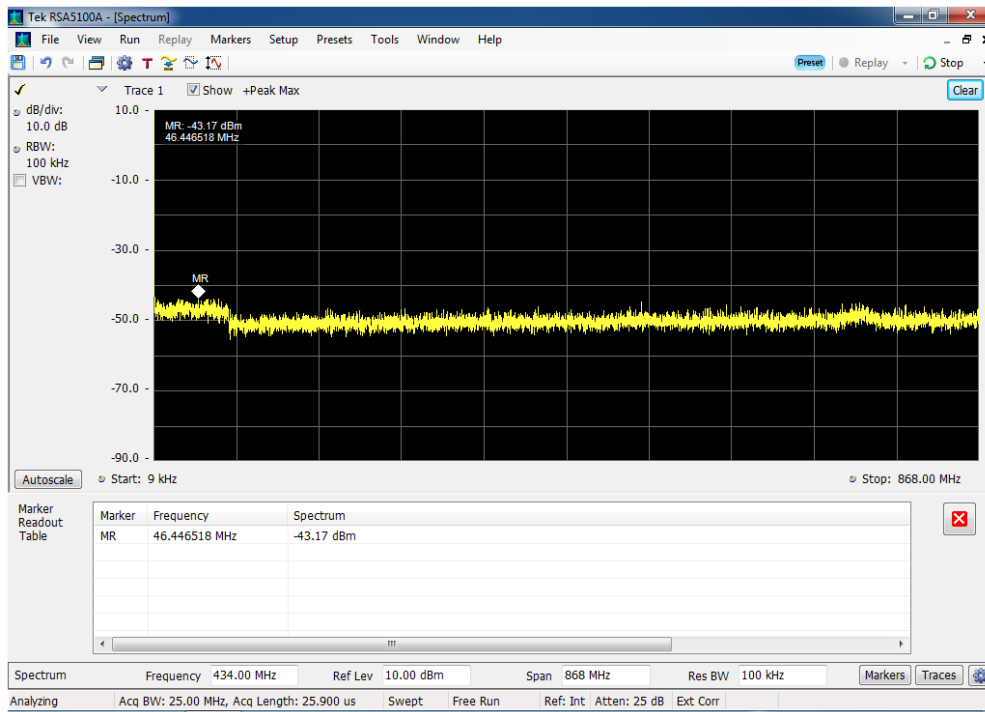 Tek RSA5100A - [Spectrum]
File View Run Replay Markers Setup Presets Tools Window Help
T Preset Replay Stop
Trace 1 Show +Peak Max Clear
dB/div:
10.0 dB
RBW:
100 kHz
VBW:
10.0 -
-10.0 -
-30.0 -
-50.0 -
-70.0 -
-90.0 -
MR: -43.17 dBm
46.446518 MHz
MR
Autoscale Start: 9 kHz Stop: 868.00 MHz
Marker
Readout
Table
Marker Frequency Spectrum
MR 46.446518 MHz -43.17 dBm
Spectrum Frequency 434.00 MHz Ref Lev 10.00 dBm Span 868 MHz Res BW 100 kHz Markers Traces
Analyzing Acq BW: 25.00 MHz, Acq Length: 25.900 us Swept Free Run Ref: Int Atten: 25 dB Ext Corr